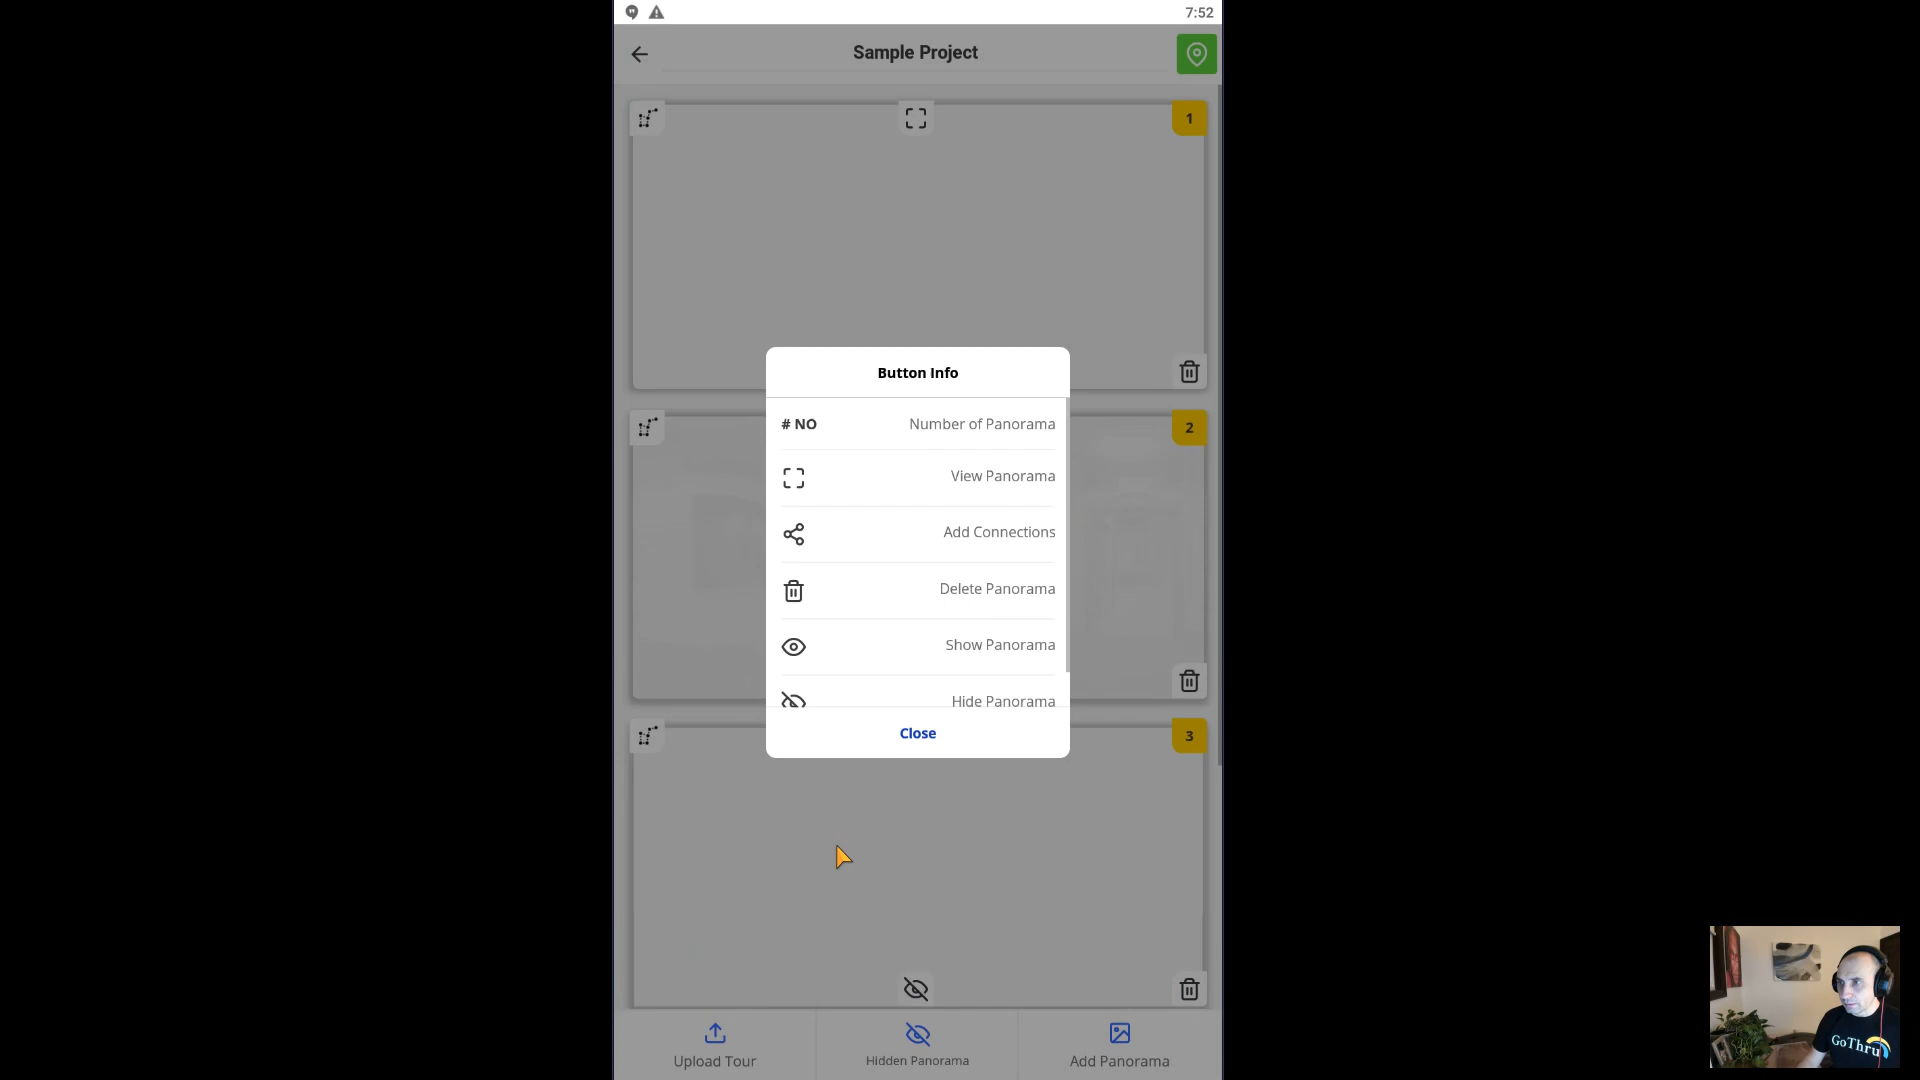 7:52
Sample Project
1
Button Info
# NO Number of Panorama
View Panorama
2
Add Connections
Delete Panorama
Show Panorama
Hide Panorama
Close
3
Upload Tour
Hidden Panorama
Add Panorama
GoThru